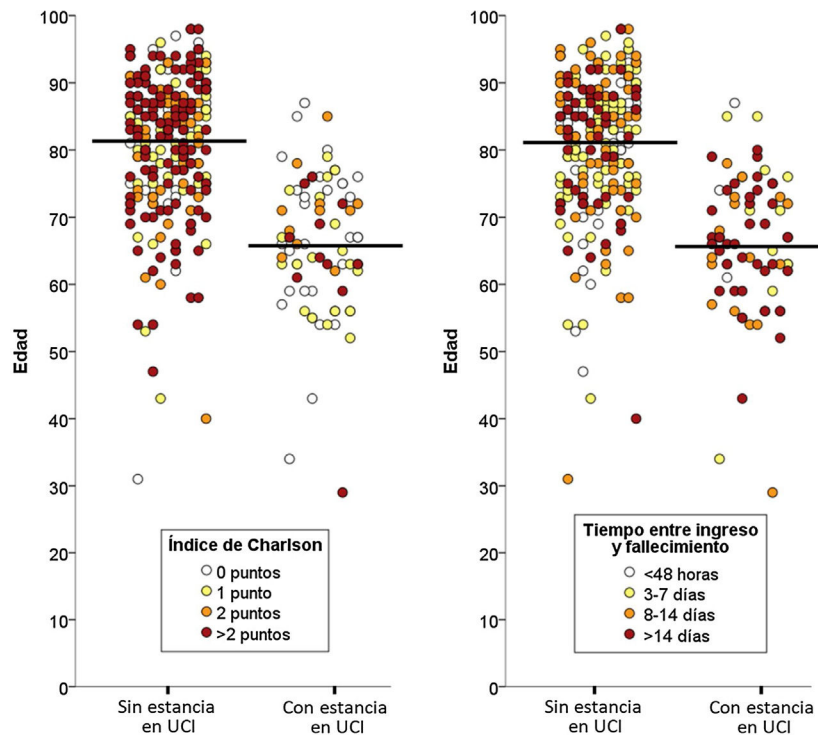 100
90
80
70
60
50
40
30
20
10
0
Edad
Índice de Charlson
0 puntos
1 punto
2 puntos
>2 puntos
Sin estancia
en UCI
Con estancia
en UCI
100
90
80
70
60
50
40
30
20
10
0
Edad
Tiempo entre ingreso
y fallecimiento
<48 horas
3-7 días
8-14 días
>14 días
Sin estancia
en UCI
Con estancia
en UCI